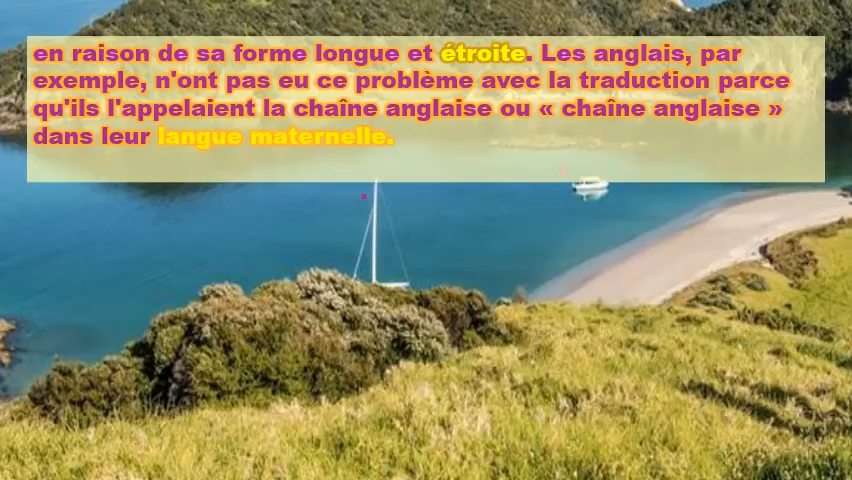 en raison de sa forme longue et étroite. Les anglais, par
exemple, n'ont pas eu ce problème avec la traduction parce
qu'ils l'appelaient la chaîne anglaise ou « chaîne anglaise »
dans leur langue maternelle.